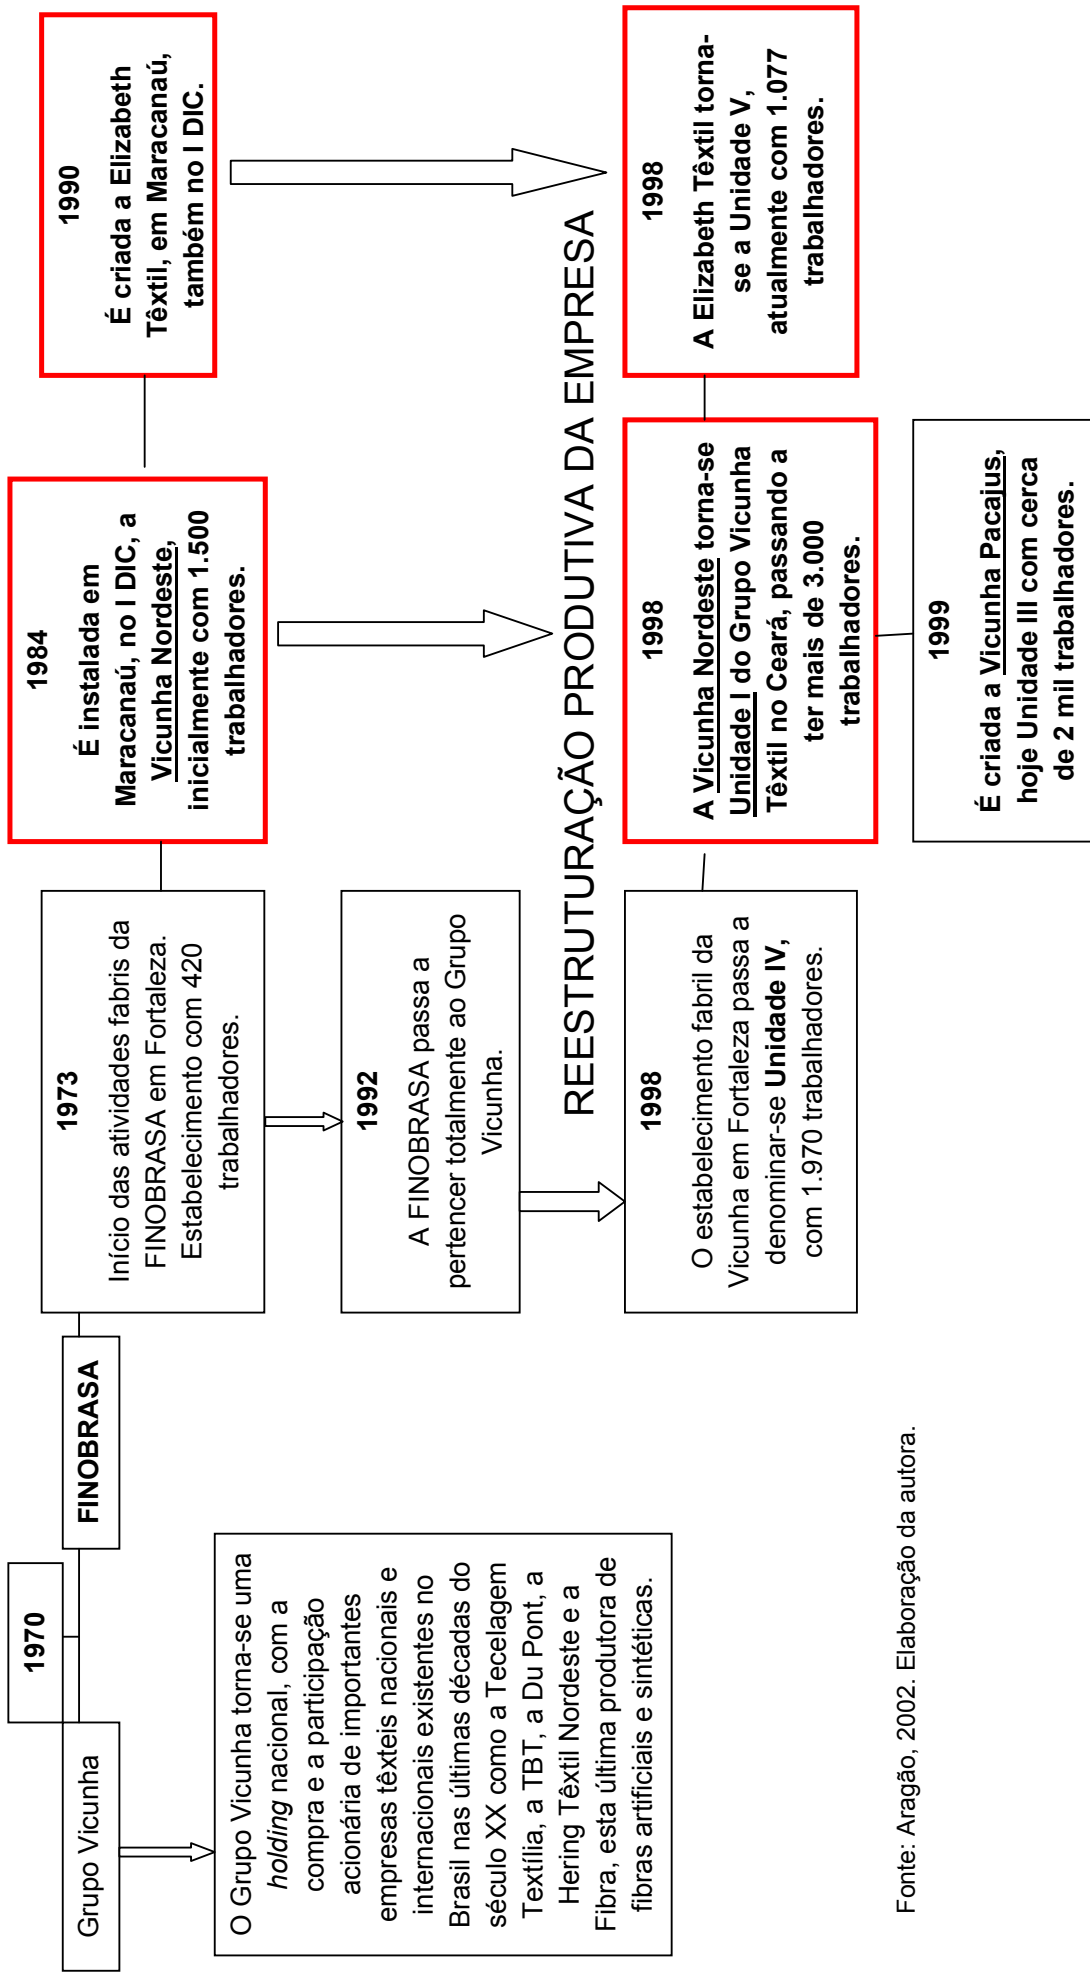 1970
Grupo Vicunha
FINOBRASA
O Grupo Vicunha torna-se uma
holding nacional, com a
compra e a participação
acionária de importantes
empresas têxteis nacionais e
internacionais existentes no
Brasil nas últimas décadas do
século XX como a Tecelagem
Textília, a TBT, a Du Pont, a
Hering Têxtil Nordeste e a
Fibra, esta última produtora de
fibras artificiais e sintéticas.
1973
Início das atividades fabris da
FINOBRASA em Fortaleza.
Estabelecimento com 420
trabalhadores.
1984
É instalada em
Maracanaú, no I DIC, a
Vicunha Nordeste,
inicialmente com 1.500
trabalhadores.
1990
É criada a Elizabeth
Têxtil, em Maracanaú,
também no I DIC.
1992
A FINOBRASA passa a
pertencer totalmente ao Grupo
Vicunha.
REESTRUTURAÇÃO PRODUTIVA DA EMPRESA
1998
O estabelecimento fabril da
Vicunha em Fortaleza passa a
denominar-se Unidade IV,
com 1.970 trabalhadores.
1998
A Vicunha Nordeste torna-se
Unidade I do Grupo Vicunha
Têxtil no Ceará, passando a
ter mais de 3.000
trabalhadores.
1998
A Elizabeth Têxtil torna-
se a Unidade V,
atualmente com 1.077
trabalhadores.
1999
É criada a Vicunha Pacajus,
hoje Unidade III com cerca
de 2 mil trabalhadores.
Fonte: Aragão, 2002. Elaboração da autora.